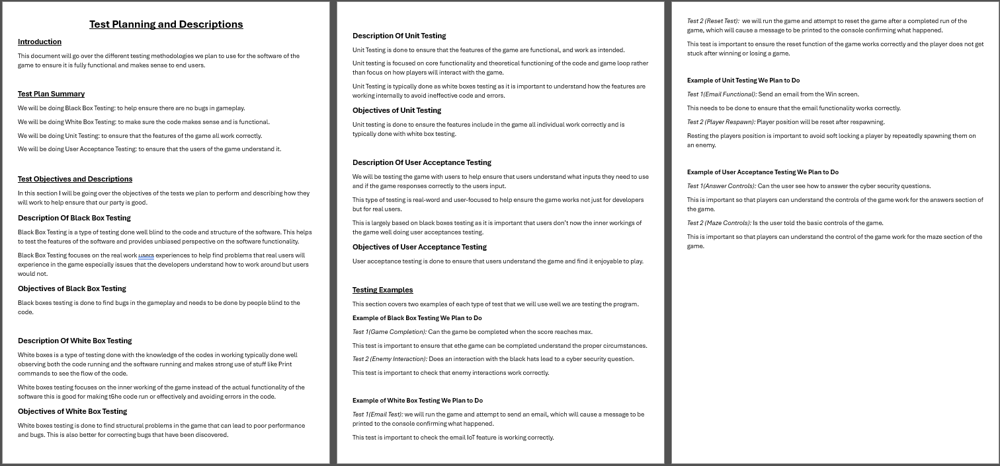 Test Planning and Descriptions
Introduction
This document will go over the different testing methodologies we plan to use for the software of the
game to ensure it is fully functional and makes sense to end users.
Test Plan Summary
We will be doing Black Box Testing: to help ensure there are no bugs in gameplay.
We will be doing White Box Testing: to make sure the code makes sense and is functional.
We will be doing Unit Testing: to ensure that the features of the game all work correctly.
We will be doing User Acceptance Testing: to ensure that the users of the game understand it.
Test Objectives and Descriptions
In this section I will be going over the objectives of the tests we plan to perform and describing how they
will work to help ensure that our party is good.
Description Of Black Box Testing
Black Box Testing is a type of testing done well blind to the code and structure of the software. This helps
to test the features of the software and provides unbiased perspective on the software functionality.
Black Box Testing focuses on the real work users experiences to help find problems that real users will
experience in the game especially issues that the developers understand how to work around but users
would not.
Objectives of Black Box Testing
Black boxes testing is done to find bugs in the gameplay and needs to be done by people blind to the
code.
Description Of White Box Testing
White boxes is a type of testing done with the knowledge of the codes in working typically done well
observing both the code running and the software running and makes strong use of stuff like Print
commands to see the flow of the code.
White boxes testing focuses on the inner working of the game instead of the actual functionality of the
software this is good for making t6he code run or effectively and avoiding errors in the code.
Objectives of White Box Testing
White boxes testing is done to find structural problems in the game that can lead to poor performance
and bugs. This is also better for correcting bugs that have been discovered.
Description Of Unit Testing
Unit Testing is done to ensure that the features of the game are functional, and work as intended.
Unit testing is focused on core functionality and theoretical functioning of the code and game loop rather
than focus on how players will interact with the game.
Unit Testing is typically done as white boxes testing as it is important to understand how the features are
working internally to avoid ineffective code and errors.
Objectives of Unit Testing
Unit testing is done to ensure the features include in the game all individual work correctly and is
typically done with white box testing.
Description Of User Acceptance Testing
We will be testing the game with users to help ensure that users understand what inputs they need to use
and if the game responses correctly to the users input.
This type of testing is real-word and user-focused to help ensure the game works not just for developers
but for real users.
This is largely based on black boxes testing as it is important that users don't now the inner workings of
the game well doing user acceptances testing.
Objectives of User Acceptance Testing
User acceptance testing is done to ensure that users understand the game and find it enjoyable to play.
Testing Examples
This section covers two examples of each type of test that we will use well we are testing the program.
Example of Black Box Testing We Plan to Do
Test 1(Game Completion): Can the game be completed when the score reaches max.
This test is important to ensure that ethe game can be completed understand the proper circumstances.
Test 2 (Enemy Interaction): Does an interaction with the black hats lead to a cyber security question.
This test is important to check that enemy interactions work correctly.
Example of White Box Testing We Plan to Do
Test 1(Email Test): we will run the game and attempt to send an email, which will cause a message to be
printed to the console confirming what happened.
This test is important to check the email IoT feature is working correctly.
Test 2 (Reset Test): we will run the game and attempt to reset the game after a completed run of the
game, which will cause a message to be printed to the console confirming what happened.
This test is important to ensure the reset function of the game works correctly and the player does not get
stuck after winning or losing a game.
Example of Unit Testing We Plan to Do
Test 1(Email Functional): Send an email from the Win screen.
This needs to be done to ensure that the email functionality works correctly.
Test 2 (Player Respawn): Player position will be reset after respawning.
Resting the players position is important to avoid soft locking a player by repeatedly spawning them on
an enemy.
Example of User Acceptance Testing We Plan to Do
Test 1(Answer Controls): Can the user see how to answer the cyber security questions.
This is important so that players can understand the controls of the game work for the answers section of
the game.
Test 2 (Maze Controls): Is the user told the basic controls of the game.
This is important so that players can understand the control of the game work for the maze section of the
game.